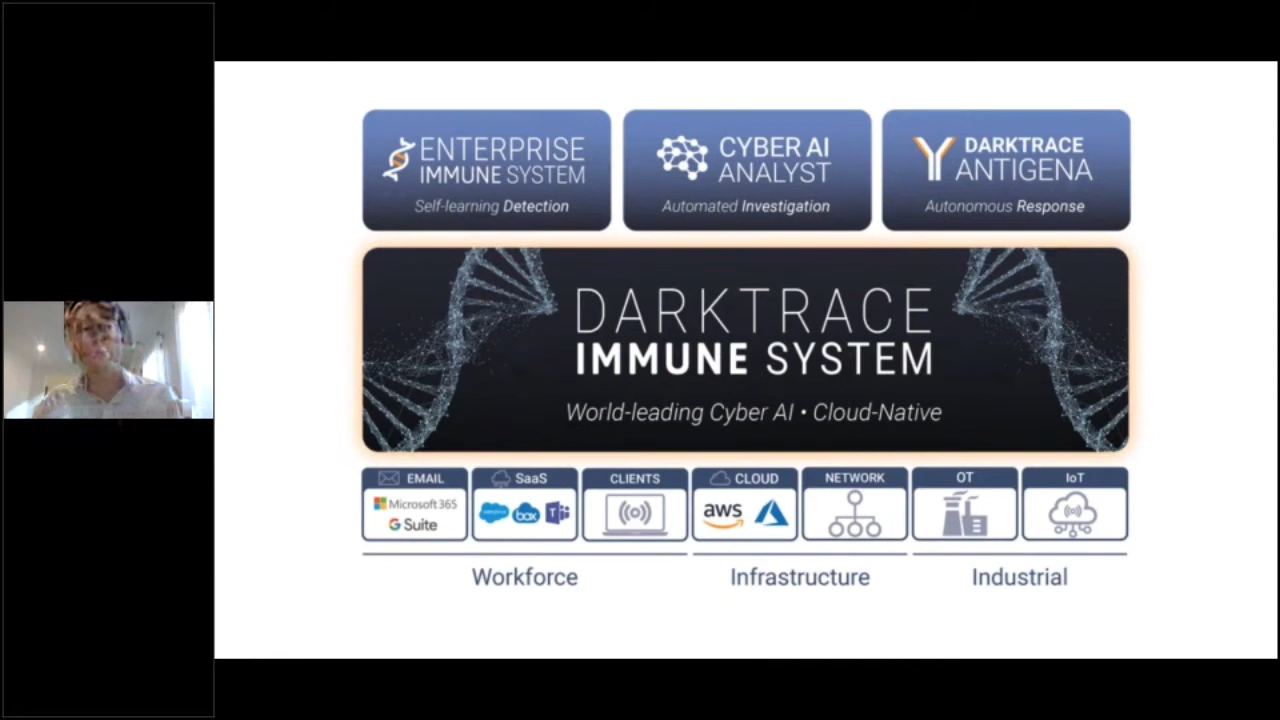 ENTERPRISE
IMMUNE SYSTEM
Self-learning Detection
CYBER AI
ANALYST
Automated Investigation
DARKTRACE
ANTIGENA
Autonomous Response
DARKTRACE
IMMUNE SYSTEM
World-leading Cyber AI • Cloud-Native
EMAIL
Microsoft 365
G Suite
SaaS
salesforce
box
CLIENTS
CLOUD
aws
NETWORK
OT
IoT
Workforce
Infrastructure
Industrial